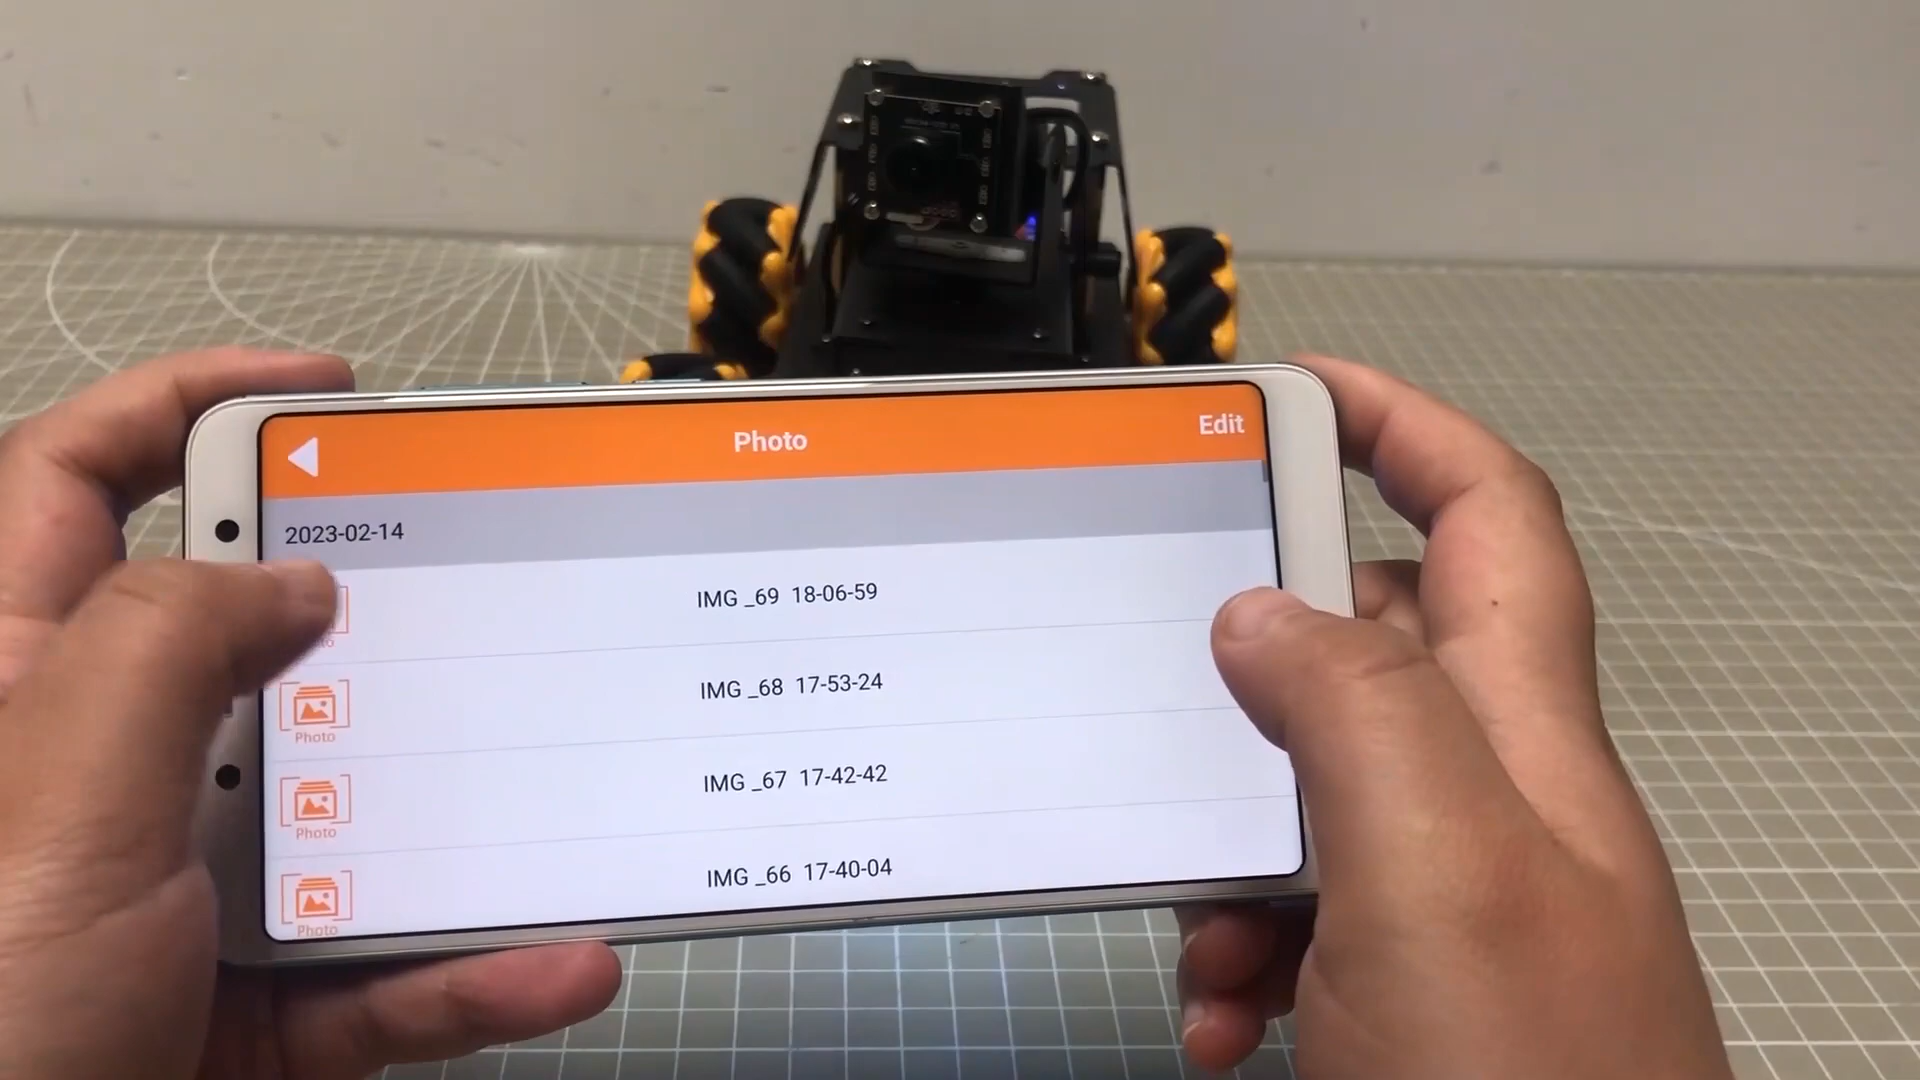 Photo
Edit
2023-02-14
IMG _69 18-06-59
IMG _68 17-53-24
Photo
IMG _67 17-42-42
Photo
IMG _66 17-40-04
Photo